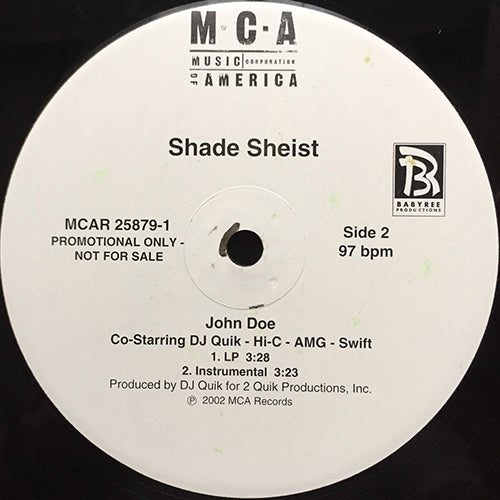 M·C·A
MUSIC CORPORATION
OF AMERICA
Shade Sheist
BABYREE
PRODUCTIONS
MCAR 25879-1
PROMOTIONAL ONLY -
NOT FOR SALE
Side 2
97 bpm
John Doe
Co-Starring DJ Quik - Hi-C - AMG - Swift
1. LP 3:28
2. Instrumental 3:23
Produced by DJ Quik for 2 Quik Productions, Inc.
℗ 2002 MCA Records